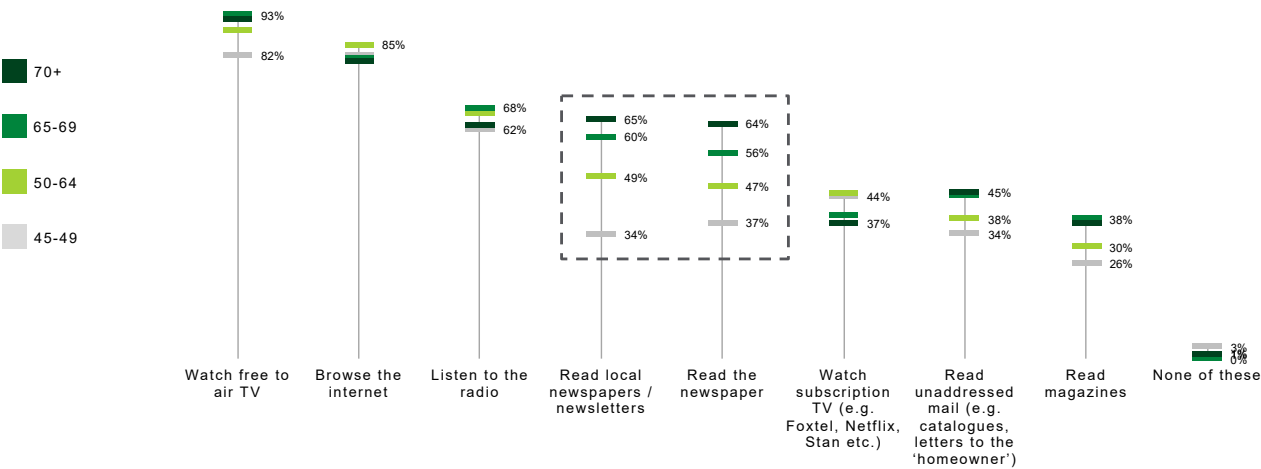 93%
82%
85%
68%
62%
65%
60%
49%
34%
64%
56%
47%
37%
44%
37%
45%
38%
34%
38%
30%
26%
3%
1%
0%
70+
65-69
50-64
45-49
Watch free to
air TV
Browse the
internet
Listen to the
radio
Read local
newspapers /
newsletters
Read the
newspaper
Watch
subscription
TV (e.g.
Foxtel, Netflix,
Stan etc.)
Read
unaddressed
mail (e.g.
catalogues,
letters to the
‘homeowner’)
Read
magazines
None of these